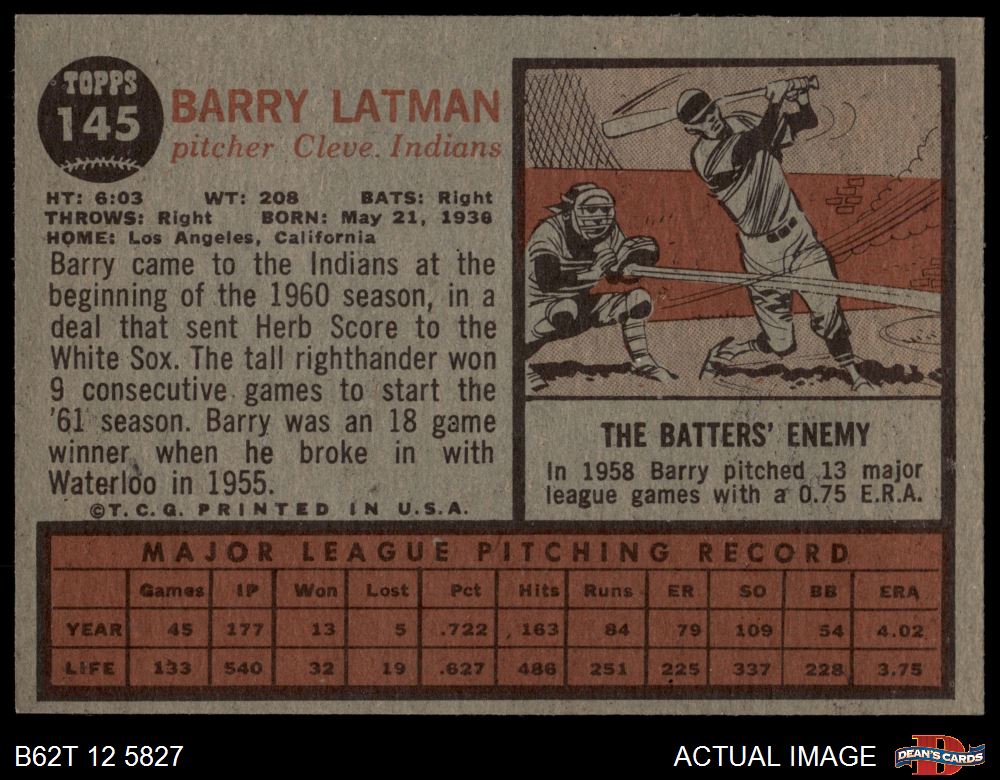 TOPPS
145
BARRY LATMAN
pitcher Cleve. Indians
HT: 6:03 WT: 208 BATS: Right
THROWS: Right BORN: May 21, 1936
HOME: Los Angeles, California
Barry came to the Indians at the
beginning of the 1960 season, in a
deal that sent Herb Score to the
White Sox. The tall righthander won
9 consecutive games to start the
'61 season. Barry was an 18 game
winner when he broke in with
Waterloo in 1955.
©T.C.G. PRINTED IN U.S.A.
THE BATTERS' ENEMY
In 1958 Barry pitched 13 major
league games with a 0.75 E.R.A.
MAJOR LEAGUE PITCHING RECORD
Games IP Won Lost Pct Hits Runs ER SO BB ERA
YEAR 45 177 13 5 .722 163 84 79 109 54 4.02
LIFE 133 540 32 19 .627 486 251 225 337 228 3.75
B62T 12 5827
ACTUAL IMAGE
D
DEAN'S CARDS